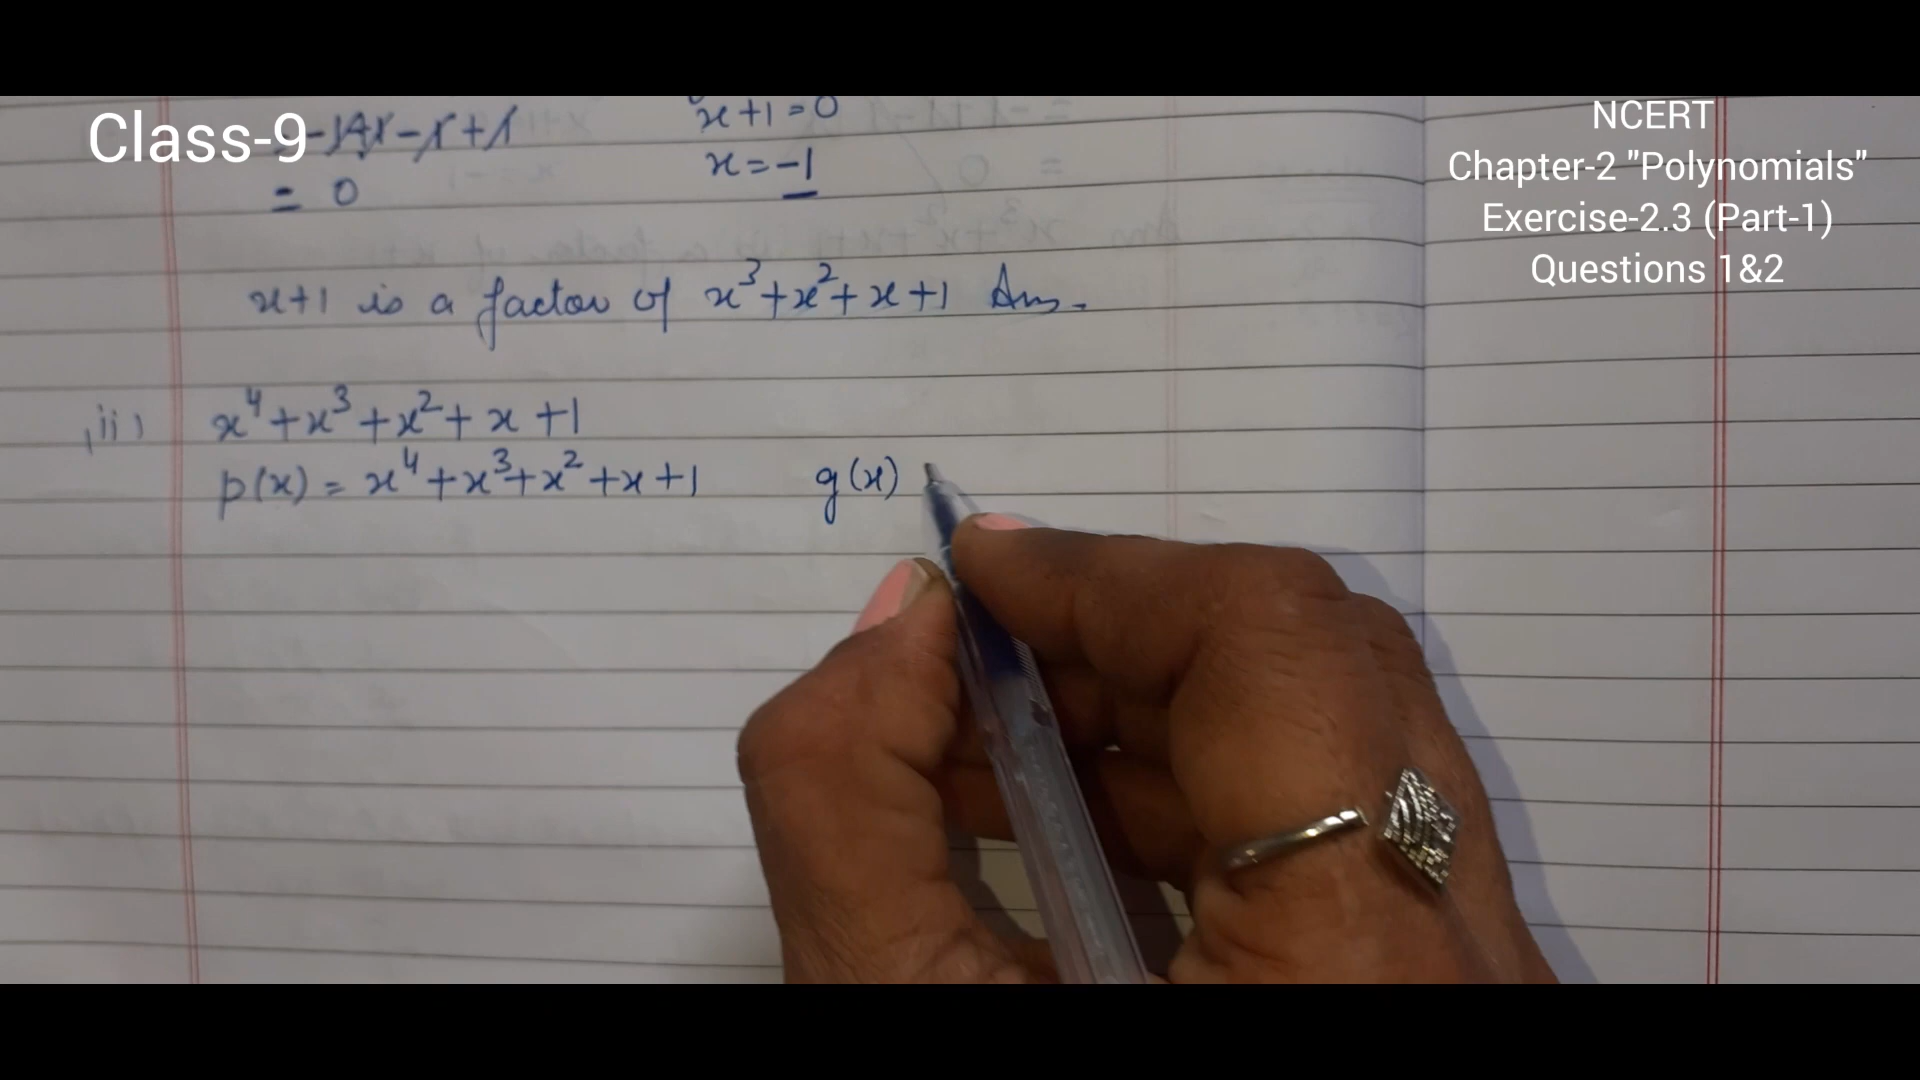 Class-9
NCERT
Chapter-2 "Polynomials"
Exercise-2.3 (Part-1)
Questions 1&2
x+1=0
x=-1
= 0
x+1 is a factor of x³+x²+x+1 Ans.
(ii) x⁴+x³+x²+x+1
p(x) = x⁴+x³+x²+x+1 g(x)